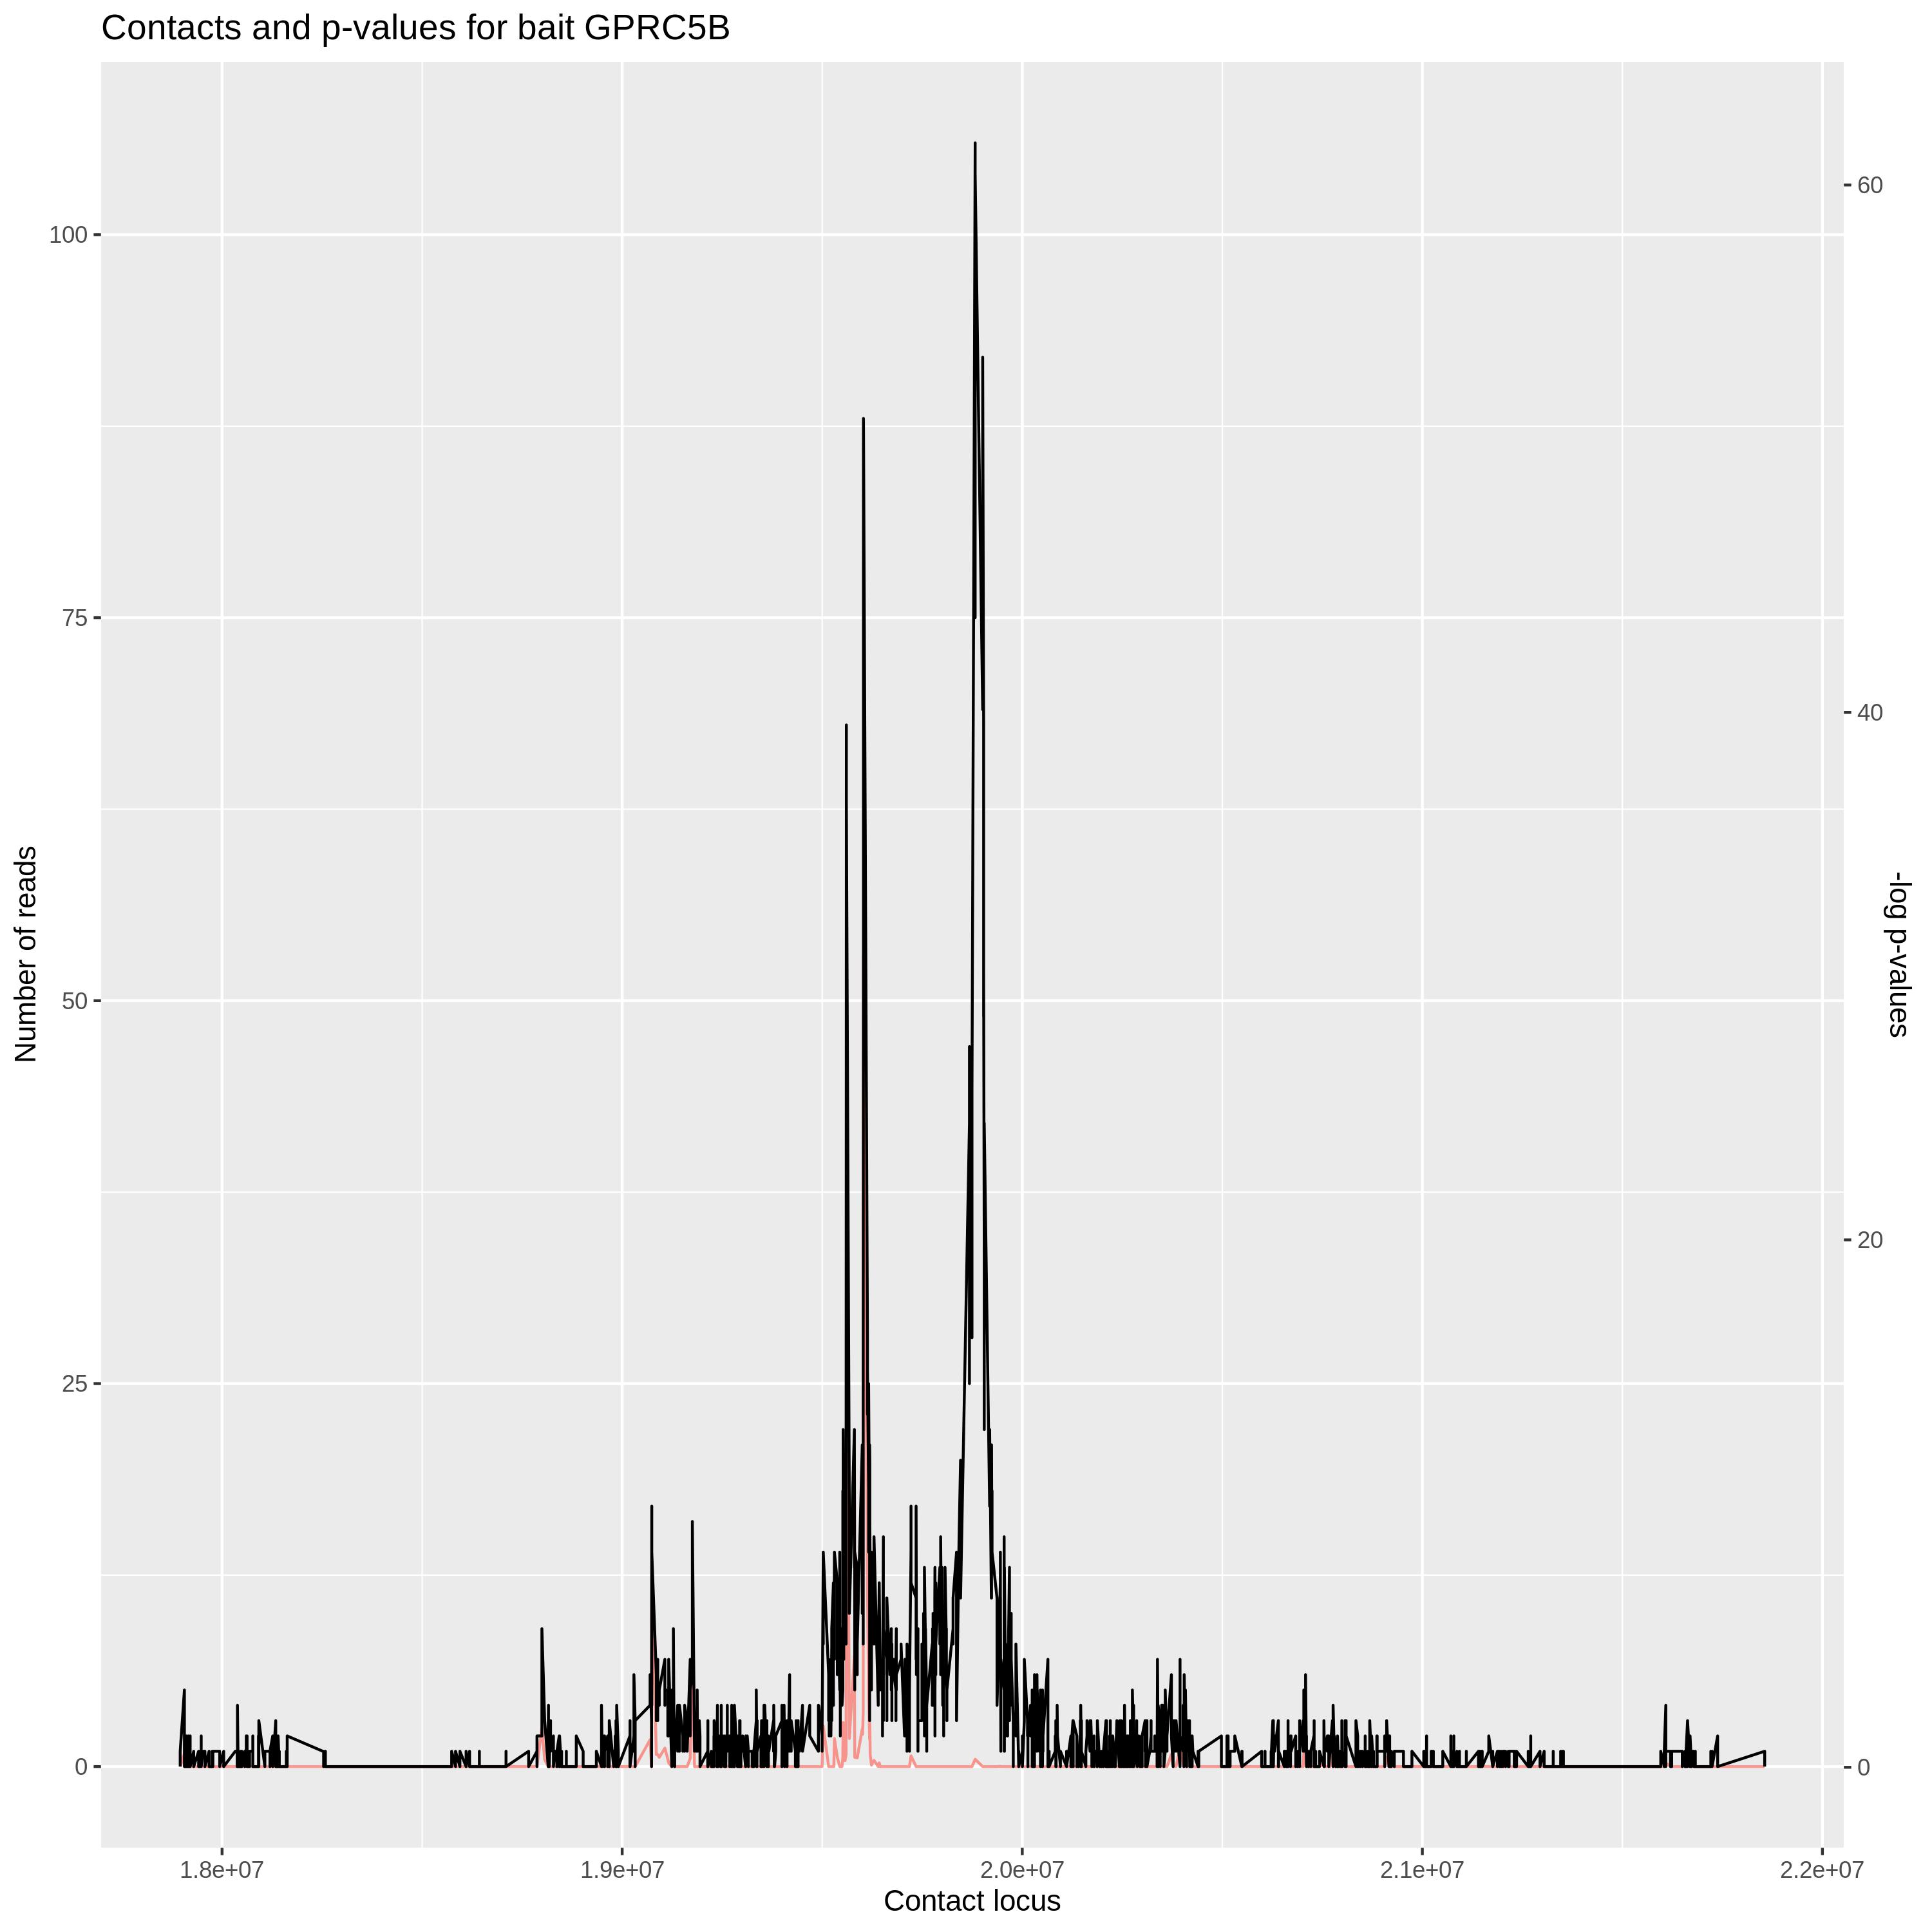 Contacts and p-values for bait GPRC5B
100
75
50
25
0
Number of reads
60
40
20
0
-log p-values
1.8e+07
1.9e+07
2.0e+07
2.1e+07
2.2e+07
Contact locus